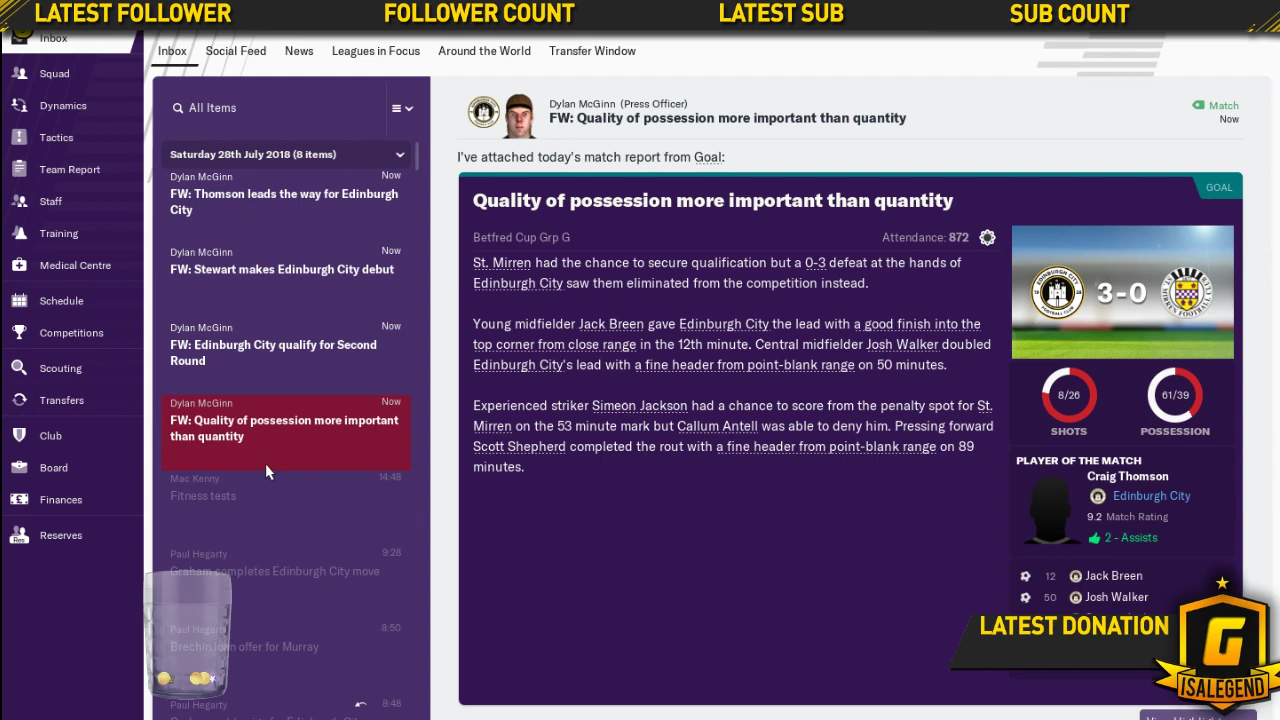 LATEST FOLLOWER
FOLLOWER COUNT
LATEST SUB
SUB COUNT
Inbox
Squad
Dynamics
Tactics
Team Report
Staff
Training
Medical Centre
Schedule
Competitions
Scouting
Transfers
Club
Board
Finances
Res
Reserves
Inbox
Social Feed
News
Leagues in Focus
Around the World
Transfer Window
All Items
Saturday 28th July 2018 (8 items)
Dylan McGinn Now
FW: Thomson leads the way for Edinburgh
City
Dylan McGinn Now
FW: Stewart makes Edinburgh City debut
Dylan McGinn Now
FW: Edinburgh City qualify for Second
Round
Dylan McGinn Now
FW: Quality of possession more important
than quantity
Mac Kenny 14:48
Fitness tests
Paul Hegarty 9:28
Graham completes Edinburgh City move
Paul Hegarty 8:50
Brechin loan offer for Murray
Paul Hegarty 8:48
Dylan McGinn (Press Officer)
FW: Quality of possession more important than quantity
Match
Now
I've attached today's match report from Goal:
GOAL
Quality of possession more important than quantity
Betfred Cup Grp G
Attendance: 872
St. Mirren had the chance to secure qualification but a 0-3 defeat at the hands of
Edinburgh City saw them eliminated from the competition instead.
Young midfielder Jack Breen gave Edinburgh City the lead with a good finish into the
top corner from close range in the 12th minute. Central midfielder Josh Walker doubled
Edinburgh City's lead with a fine header from point-blank range on 50 minutes.
Experienced striker Simeon Jackson had a chance to score from the penalty spot for St.
Mirren on the 53 minute mark but Callum Antell was able to deny him. Pressing forward
Scott Shepherd completed the rout with a fine header from point-blank range on 89
minutes.
3-0
8/26
61/39
SHOTS
POSSESSION
PLAYER OF THE MATCH
Craig Thomson
Edinburgh City
9.2 Match Rating
2 - Assists
12 Jack Breen
50 Josh Walker
LATEST DONATION
G
ISALEGEND